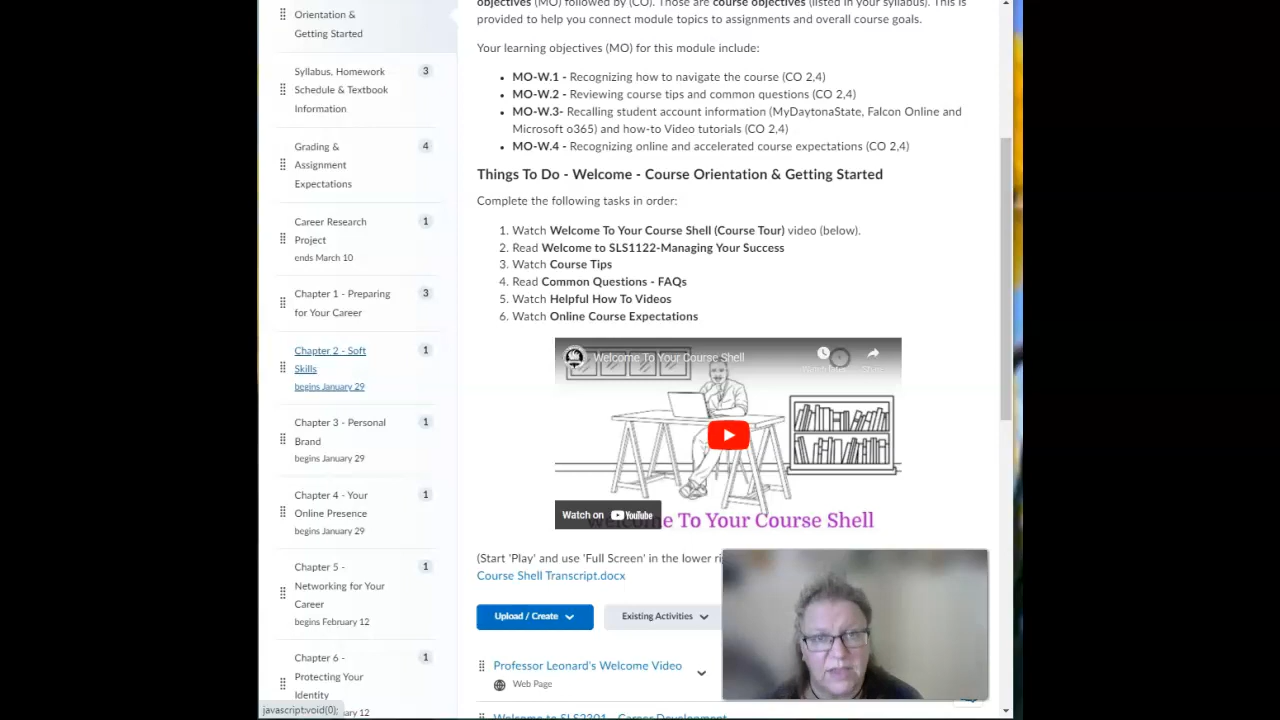 Orientation &
Getting Started
Syllabus, Homework
Schedule & Textbook
Information
3
Grading &
Assignment
Expectations
4
Career Research
Project
ends March 10
1
Chapter 1 - Preparing
for Your Career
3
Chapter 2 - Soft
Skills
begins January 29
1
Chapter 3 - Personal
Brand
begins January 29
1
Chapter 4 - Your
Online Presence
begins January 29
1
Chapter 5 -
Networking for Your
Career
begins February 12
1
Chapter 6 -
Protecting Your
Identity
1
javascript:void(0);
ary 12
objectives (MO) followed by (CO). Those are course objectives (listed in your syllabus). This is
provided to help you connect module topics to assignments and overall course goals.
Your learning objectives (MO) for this module include:
• MO-W.1 - Recognizing how to navigate the course (CO 2,4)
• MO-W.2 - Reviewing course tips and common questions (CO 2,4)
• MO-W.3- Recalling student account information (MyDaytonaState, Falcon Online and
Microsoft o365) and how-to Video tutorials (CO 2,4)
• MO-W.4 - Recognizing online and accelerated course expectations (CO 2,4)
Things To Do - Welcome - Course Orientation & Getting Started
Complete the following tasks in order:
1. Watch Welcome To Your Course Shell (Course Tour) video (below).
2. Read Welcome to SLS1122-Managing Your Success
3. Watch Course Tips
4. Read Common Questions - FAQs
5. Watch Helpful How To Videos
6. Watch Online Course Expectations
Welcome To Your Course Shell
Watch on YouTube
e To Your Course Shell
(Start 'Play' and use 'Full Screen' in the lower ri
Course Shell Transcript.docx
Upload / Create
Existing Activities
Professor Leonard's Welcome Video
Web Page
Welcome to SLS2301 - Career Development